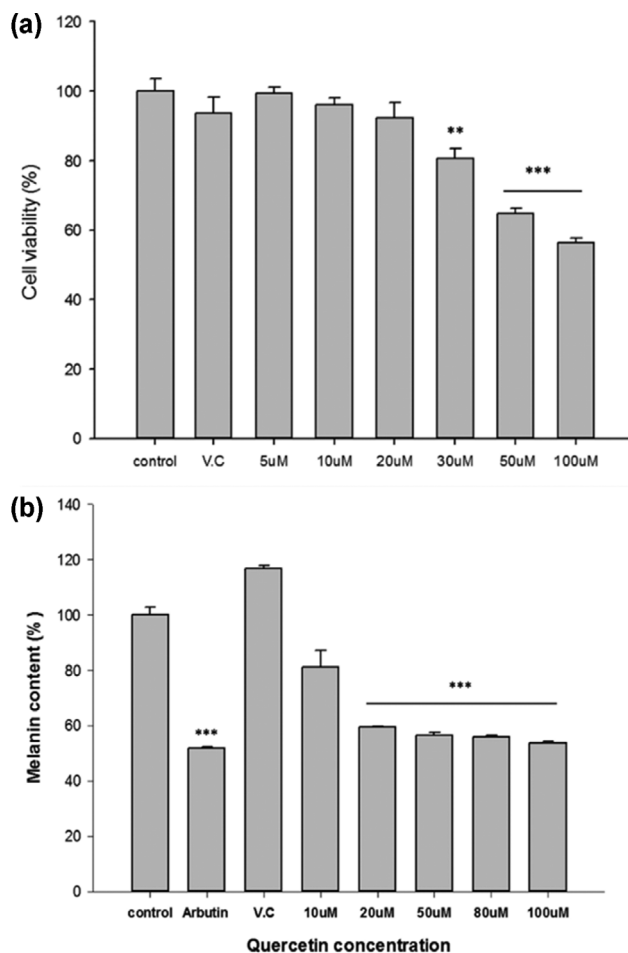 (a)
120
100
80
60
40
20
0
Cell viability (%)
**
***
control V.C 5uM 10uM 20uM 30uM 50uM 100uM
(b)
140
120
100
80
60
40
20
0
Melanin content (% )
***
***
control Arbutin V.C 10uM 20uM 50uM 80uM 100uM
Quercetin concentration